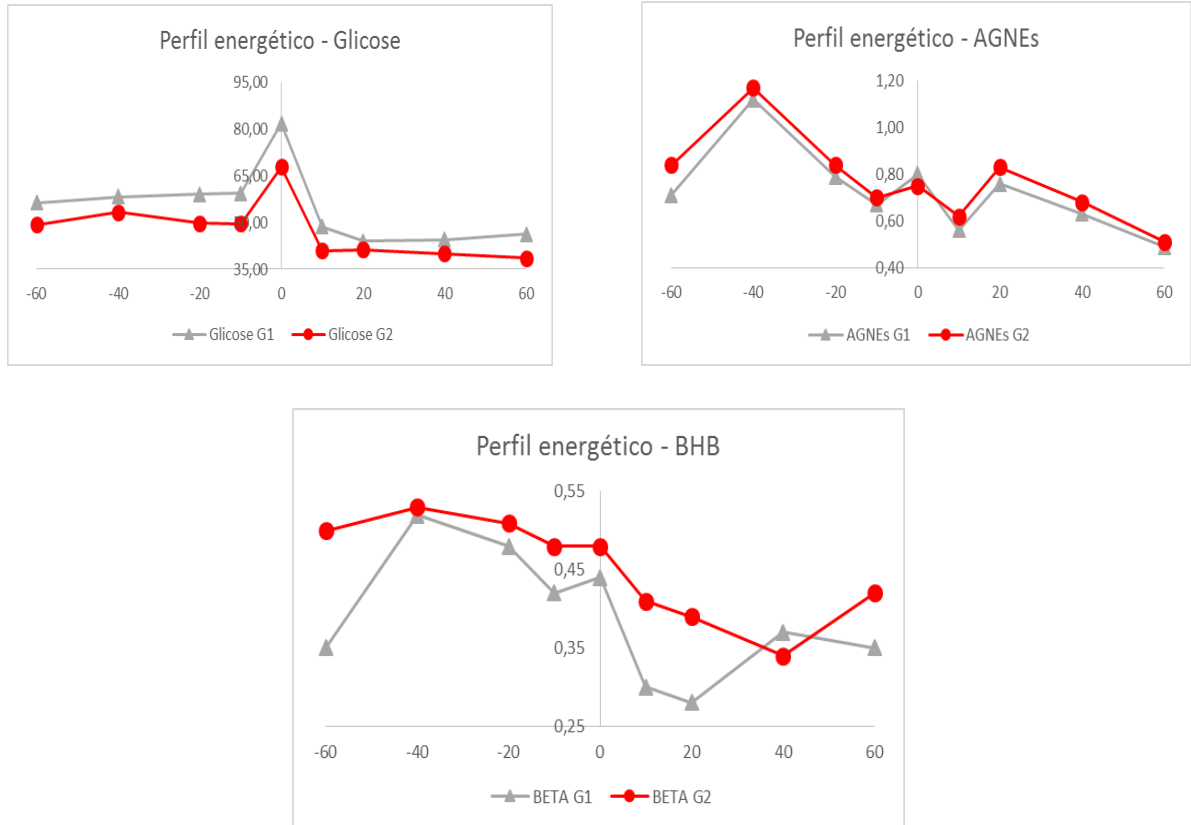 Perfil energético - Glicose
95,00
80,00
65,00
50,00
35,00
-60 -40 -20 0 20 40 60
Glicose G1 Glicose G2
Perfil energético - AGNEs
1,20
1,00
0,80
0,60
0,40
-60 -40 -20 0 20 40 60
AGNEs G1 AGNEs G2
Perfil energético - BHB
0,55
0,45
0,35
0,25
-60 -40 -20 0 20 40 60
BETA G1 BETA G2